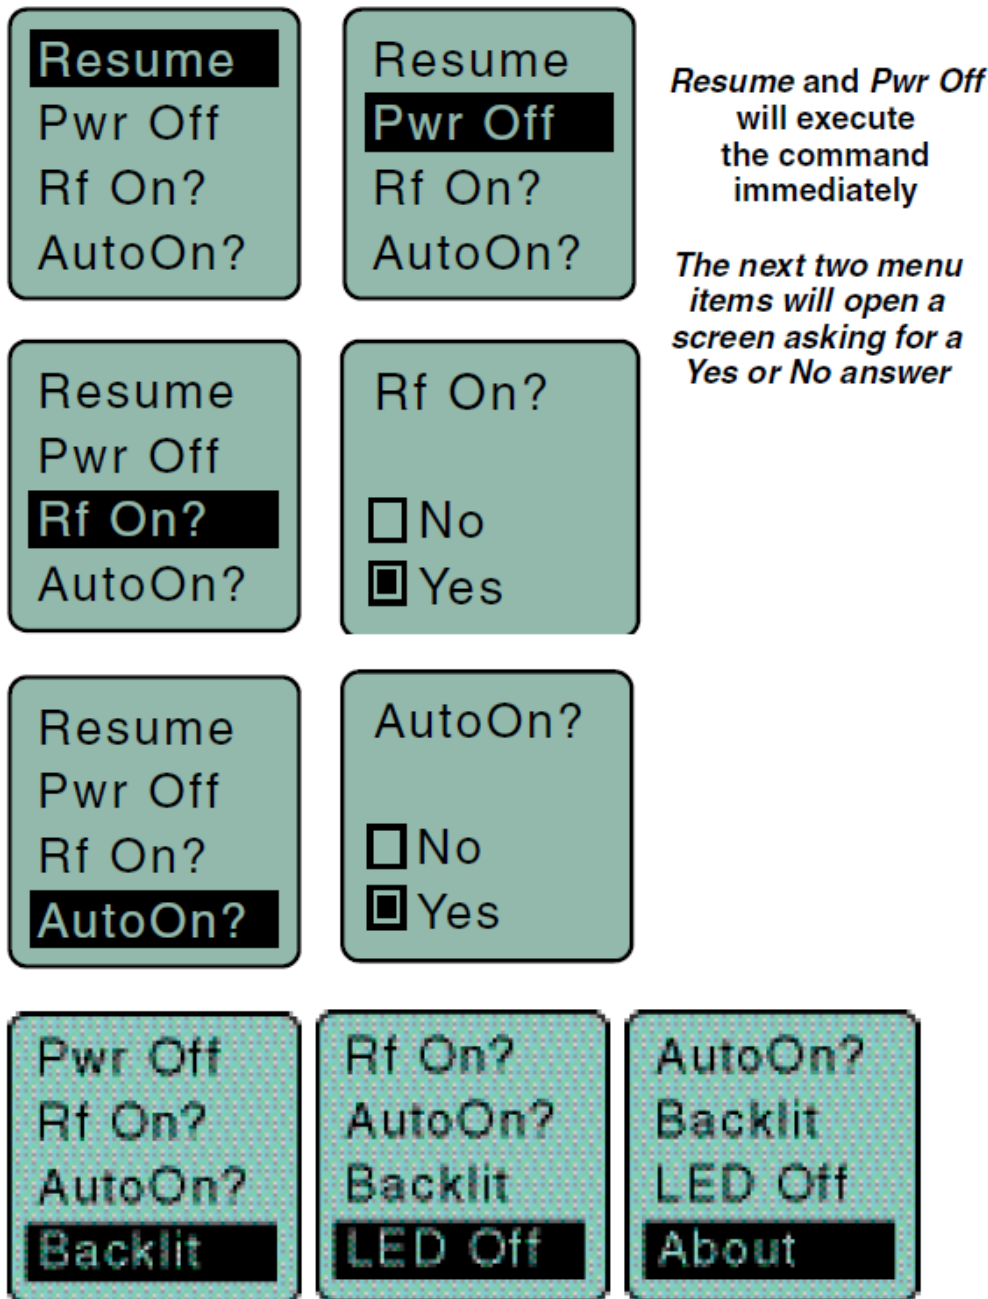 Resume
Pwr Off
Rf On?
AutoOn?
Resume
Pwr Off
Rf On?
AutoOn?
Resume and Pwr Off
will execute
the command
immediately
The next two menu
items will open a
screen asking for a
Yes or No answer
Resume
Pwr Off
Rf On?
AutoOn?
Rf On?
No
Yes
Resume
Pwr Off
Rf On?
AutoOn?
AutoOn?
No
Yes
Pwr Off
Rf On?
AutoOn?
Backlit
Rf On?
AutoOn?
Backlit
LED Off
AutoOn?
Backlit
LED Off
About